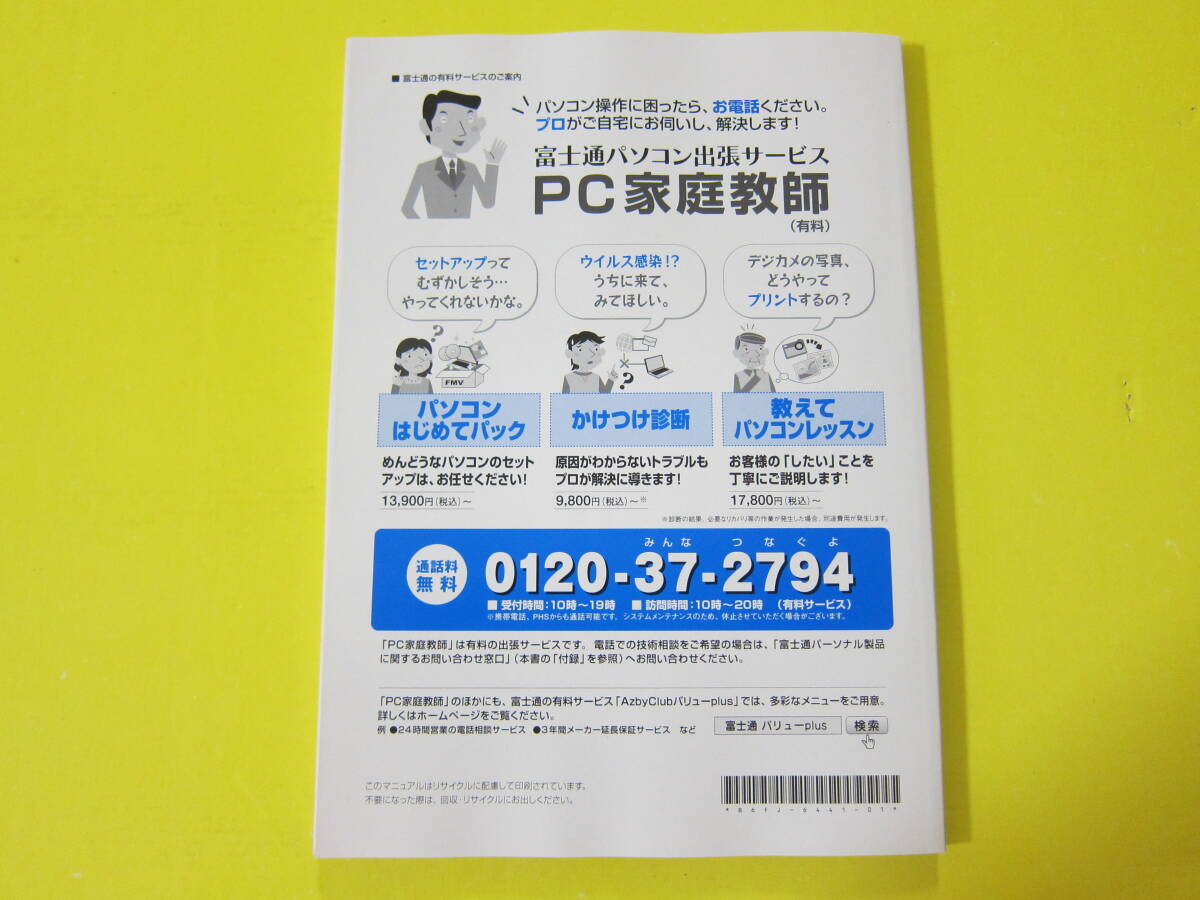 ■ 富士通の有料サービスのご案内
パソコン操作に困ったら、お電話ください。
プロがご自宅にお伺いし、解決します!
富士通パソコン出張サービス
PC家庭教師
(有料)
セットアップって
むずかしそう…
やってくれないかな。
ウイルス感染!?
うちに来て、
みてほしい。
デジカメの写真、
どうやって
プリントするの?
?
FMV
?
パソコン
はじめてパック
かけつけ診断
教えて
パソコンレッスン
めんどうなパソコンのセット
アップは、お任せください!
13,900円(税込)~
原因がわからないトラブルも
プロが解決に導きます!
9,800円(税込)~※
お客様の「したい」ことを
丁寧にご説明します!
17,800円(税込)~
※診断の結果、必要なリカバリ等の作業が発生した場合、別途費用が発生します。
通話料
無料
みんな つなぐよ
0120-37-2794
■ 受付時間:10時~19時 ■ 訪問時間:10時~20時 (有料サービス)
※携帯電話、PHSからも通話可能です。システムメンテナンスのため、休止させていただく場合がございます。
「PC家庭教師」は有料の出張サービスです。電話での技術相談をご希望の場合は、「富士通パーソナル製品
に関するお問い合わせ窓口」(本書の「付録」を参照)へお問い合わせください。
「PC家庭教師」のほかにも、富士通の有料サービス「AzbyClubバリューplus」では、多彩なメニューをご用意。
詳しくはホームページをご覧ください。
例 ●24時間営業の電話相談サービス ●3年間メーカー延長保証サービス など
富士通 バリューplus 検索
このマニュアルはリサイクルに配慮して印刷されています。
不要になった際は、回収・リサイクルにお出しください。
*B6FJ-6441-01*